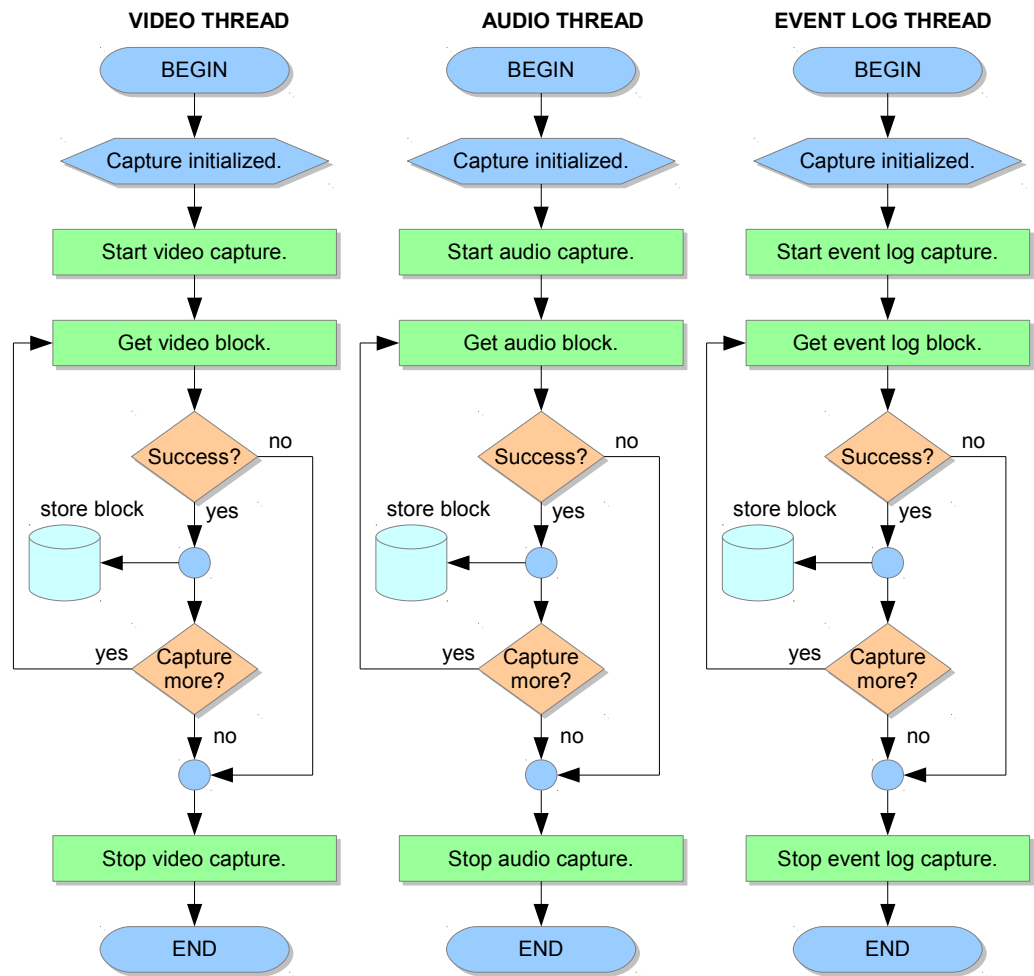 VIDEO THREAD
BEGIN
Capture initialized.
Start video capture.
Get video block.
Success?
no
yes
store block
Capture
more?
yes
no
Stop video capture.
END
AUDIO THREAD
BEGIN
Capture initialized.
Start audio capture.
Get audio block.
Success?
no
yes
store block
Capture
more?
yes
no
Stop audio capture.
END
EVENT LOG THREAD
BEGIN
Capture initialized.
Start event log capture.
Get event log block.
Success?
no
yes
store block
Capture
more?
yes
no
Stop event log capture.
END